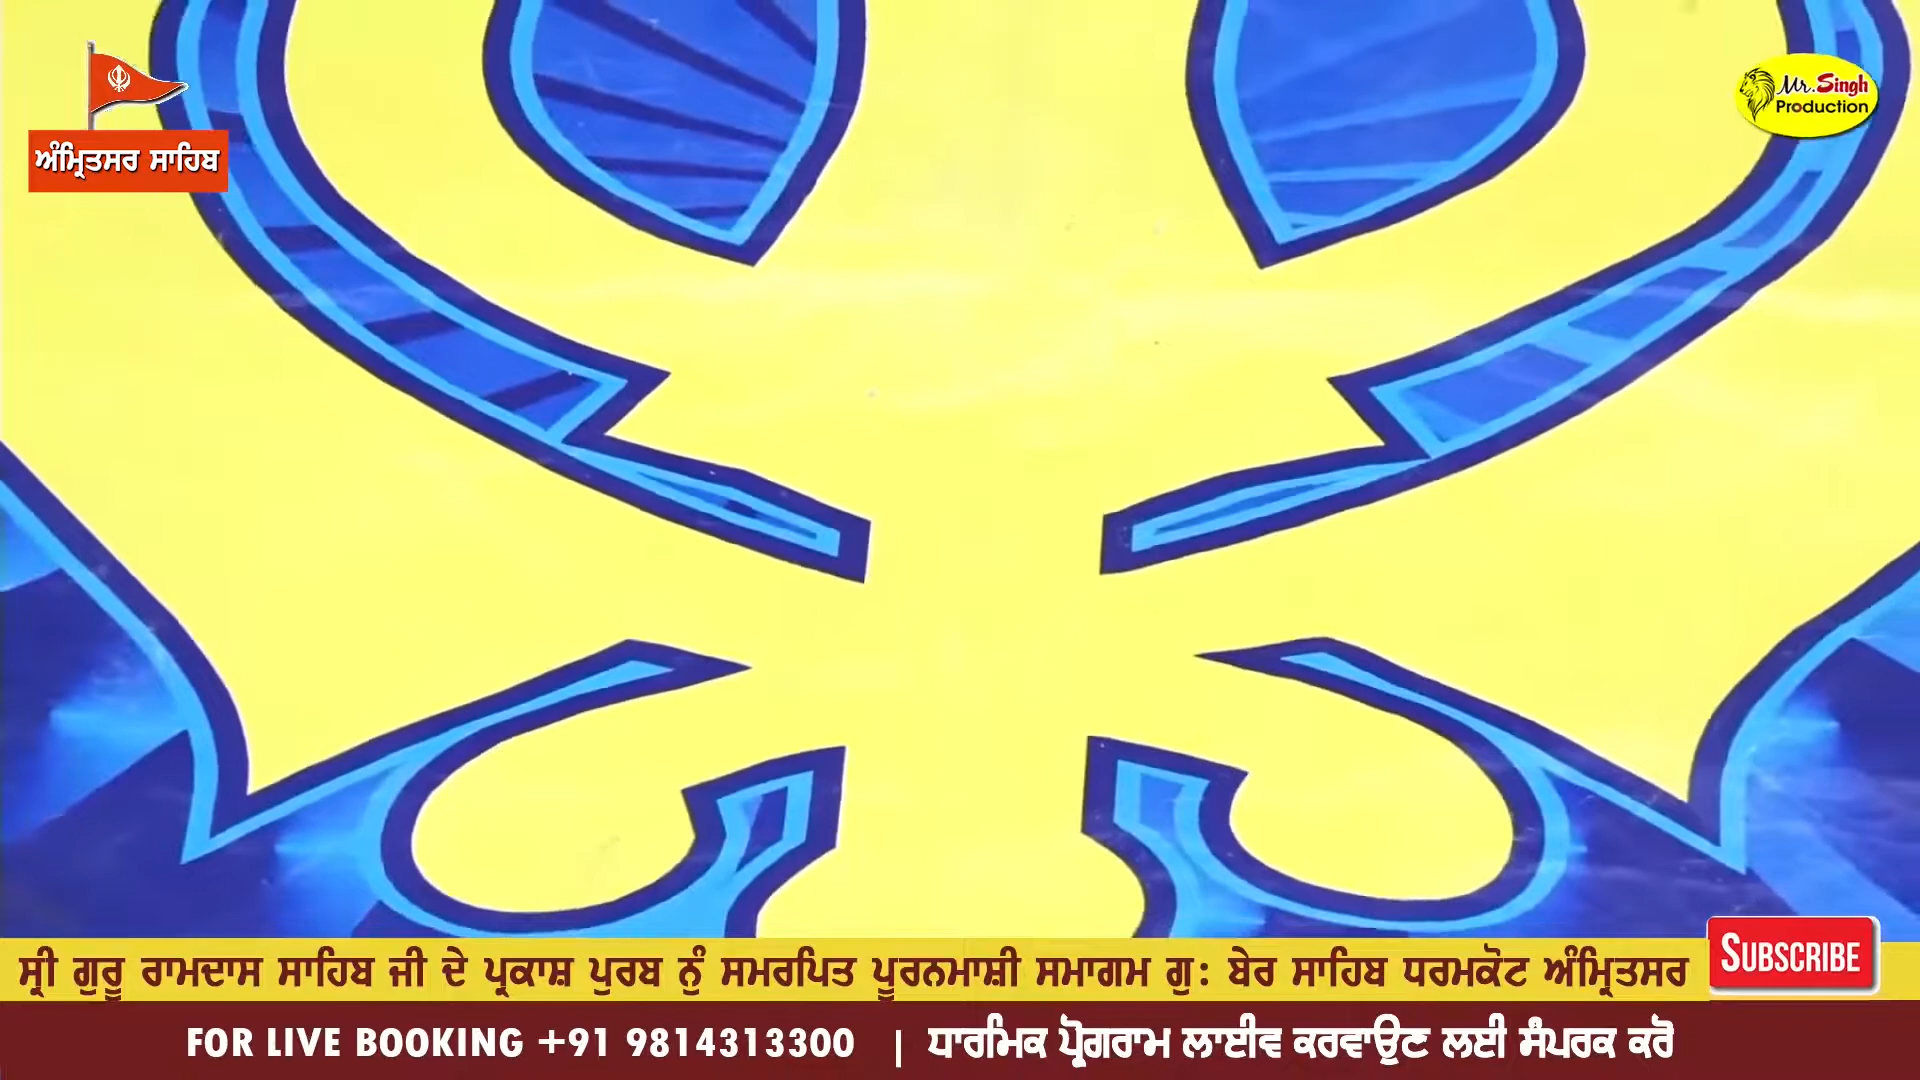 ਅੰਮ੍ਰਿਤਸਰ ਸਾਹਿਬ
Mr.Singh
Production
ਸ੍ਰੀ ਗੁਰੂ ਰਾਮਦਾਸ ਸਾਹਿਬ ਜੀ ਦੇ ਪ੍ਰਕਾਸ਼ ਪੁਰਬ ਨੂੰ ਸਮਰਪਿਤ ਪੂਰਨਮਾਸ਼ੀ ਸਮਾਗਮ ਗੁ: ਬੇਰ ਸਾਹਿਬ ਧਰਮਕੋਟ ਅੰਮ੍ਰਿਤਸਰ
SUBSCRIBE
FOR LIVE BOOKING +91 9814313300 | ਧਾਰਮਿਕ ਪ੍ਰੋਗਰਾਮ ਲਾਈਵ ਕਰਵਾਉਣ ਲਈ ਸੰਪਰਕ ਕਰੋ